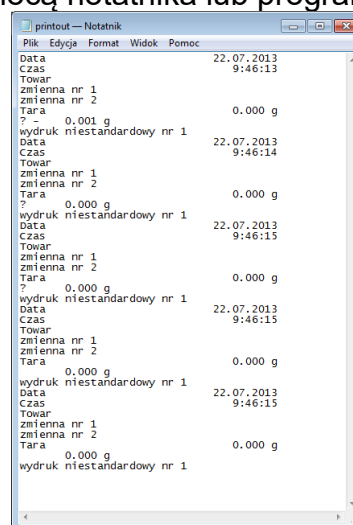 ocą notatnika lub progra
printout — Notatnik
Plik Edycja Format Widok Pomoc
Data 22.07.2013
Czas 9:46:13
Towar
zmienna nr 1
zmienna nr 2
Tara 0.000 g
? - 0.001 g
wydruk niestandardowy nr 1
Data 22.07.2013
Czas 9:46:14
Towar
zmienna nr 1
zmienna nr 2
Tara 0.000 g
? 0.000 g
wydruk niestandardowy nr 1
Data 22.07.2013
Czas 9:46:15
Towar
zmienna nr 1
zmienna nr 2
Tara 0.000 g
? 0.000 g
wydruk niestandardowy nr 1
Data 22.07.2013
Czas 9:46:15
Towar
zmienna nr 1
zmienna nr 2
Tara 0.000 g
0.000 g
wydruk niestandardowy nr 1
Data 22.07.2013
Czas 9:46:15
Towar
zmienna nr 1
zmienna nr 2
Tara 0.000 g
0.000 g
wydruk niestandardowy nr 1